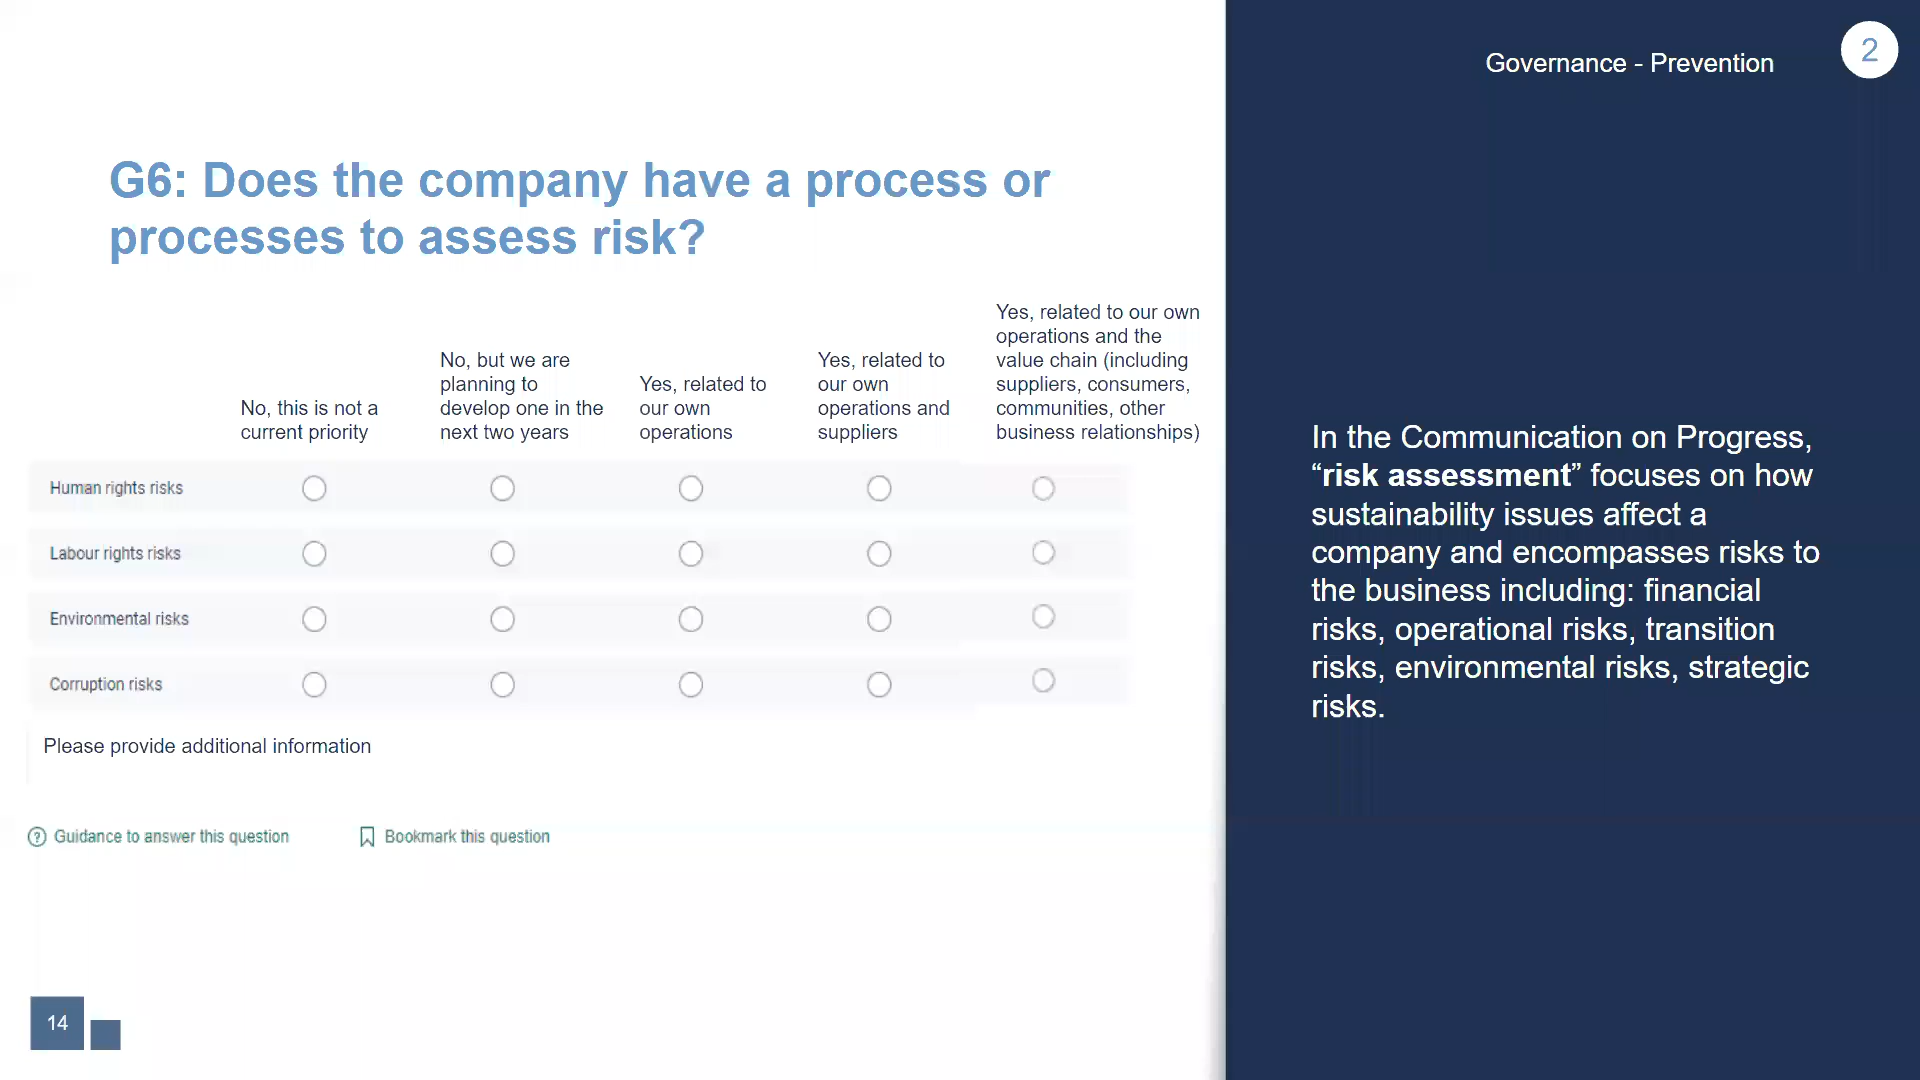 Governance - Prevention
2
G6: Does the company have a process or
processes to assess risk?
No, this is not a
current priority
No, but we are
planning to
develop one in the
next two years
Yes, related to
our own
operations
Yes, related to
our own
operations and
suppliers
Yes, related to our own
operations and the
value chain (including
suppliers, consumers,
communities, other
business relationships)
Human rights risks
Labour rights risks
Environmental risks
Corruption risks
Please provide additional information
Guidance to answer this question
Bookmark this question
In the Communication on Progress,
“risk assessment” focuses on how
sustainability issues affect a
company and encompasses risks to
the business including: financial
risks, operational risks, transition
risks, environmental risks, strategic
risks.
14